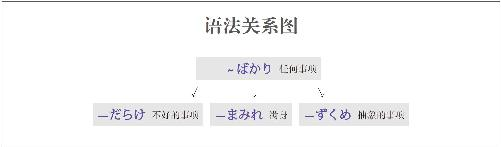 语法关系图
~ばかり 任何事项
—だらけ 不好的事项
—まみれ 满身
—ずくめ 抽象的事项